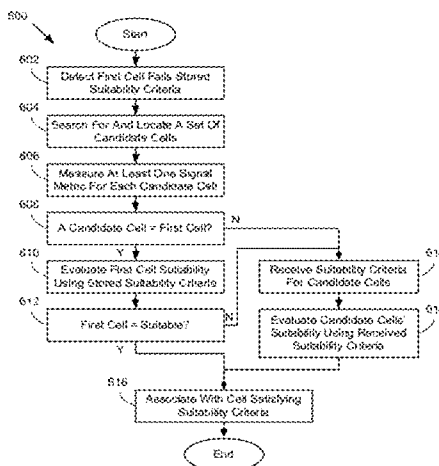 600
Start
602
Detect First Cell Fails Stored
Suitability Criteria
604
Search For And Locate A Set Of
Candidate Cells
606
Measure At Least One Signal
Metric For Each Candidate Cell
608
A Candidate Cell = First Cell?
N
Y
610
Evaluate First Cell Suitability
Using Stored Suitability Criteria
61
Receive Suitability Criteria
For Candidate Cells
612
First Cell = Suitable?
N
61
Evaluate Candidate Cells'
Suitability Using Received
Suitability Criteria
Y
616
Associate With Cell Satisfying
Suitability Criteria
End